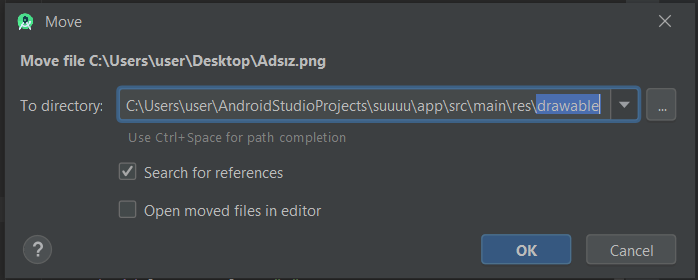 Move
Move file C:\Users\user\Desktop\Adsız.png
To directory: C:\Users\user\AndroidStudioProjects\suuuu\app\src\main\res\drawable ...
Use Ctrl+Space for path completion
Search for references
Open moved files in editor
? OK Cancel